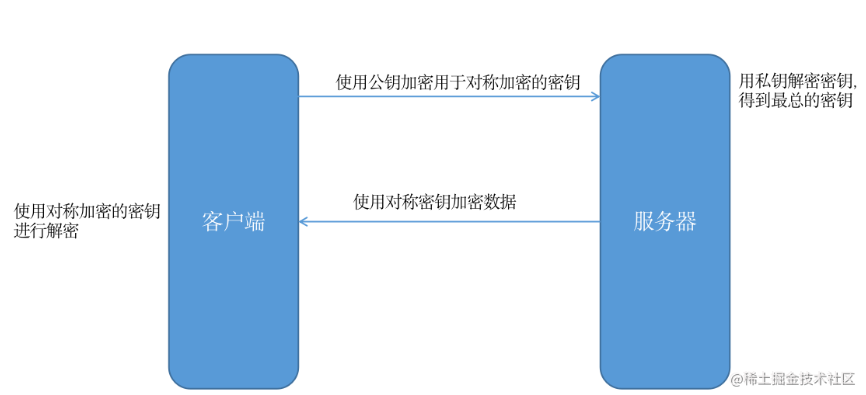 使用公钥加密用于对称加密的密钥
用私钥解密密钥,
得到最总的密钥
使用对称密钥加密数据
使用对称加密的密钥
进行解密
客户端
服务器
@稀土掘金技术社区